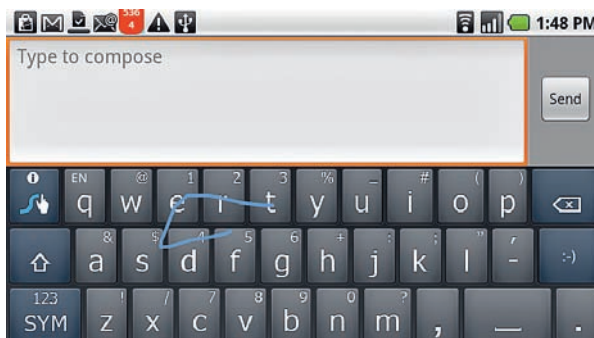 5384
1:48 PM
Type to compose
Send
EN @ 1 2 3 % _ # ( )
q w e r t y u i o p
& $ 4 5 6 + : ; " '
a s d f g h j k l - :-)
123 ! / 7 8 9 0 ?
SYM z x c v b n m , .